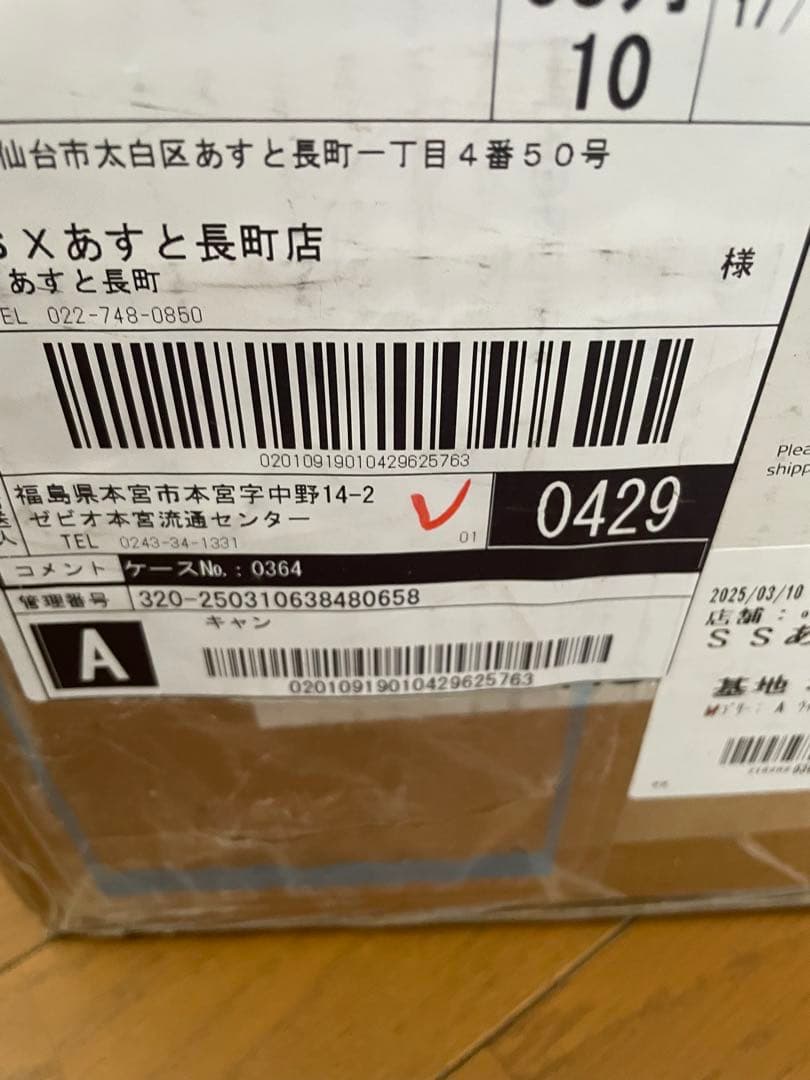 10
仙台市太白区あすと長町一丁目4番50号
Xあすと長町店
あすと長町
様
TEL 022-748-0850
02010919010429625763
福島県本宮市本宮字中野14-2
ゼビオ本宮流通センター
TEL 0243-34-1331
01
0429
コメント ケースNo.:0364
管理番号 320-250310638480658
キャン
A
02010919010429625763
Plea
shipp
2025/03/10
店舗:
SSあ
基地